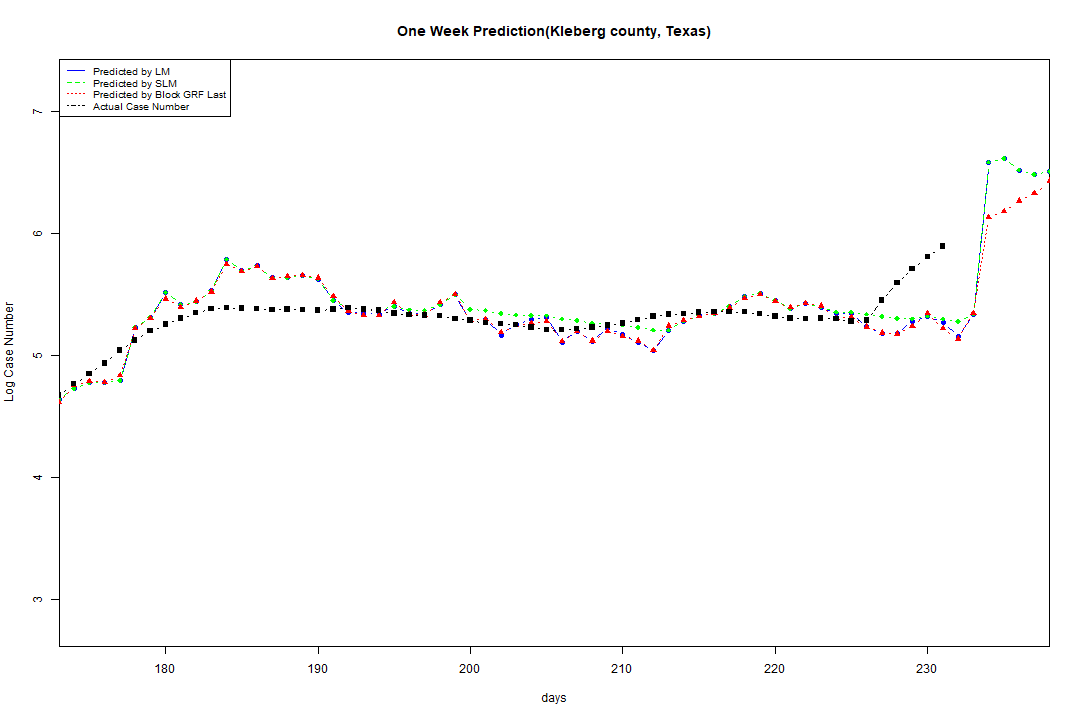 One Week Prediction(Kleberg county, Texas)
Predicted by LM
Predicted by SLM
Predicted by Block GRF Last
Actual Case Number
7
6
5
4
3
Log Case Number
180 190 200 210 220 230
days